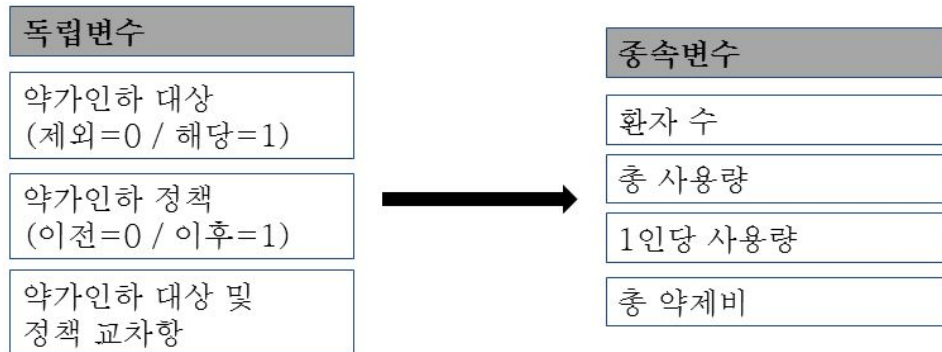 독립변수
약가인하 대상
(제외=0 / 해당=1)
약가인하 정책
(이전=0 / 이후=1)
약가인하 대상 및
정책 교차항
종속변수
환자 수
총 사용량
1인당 사용량
총 약제비